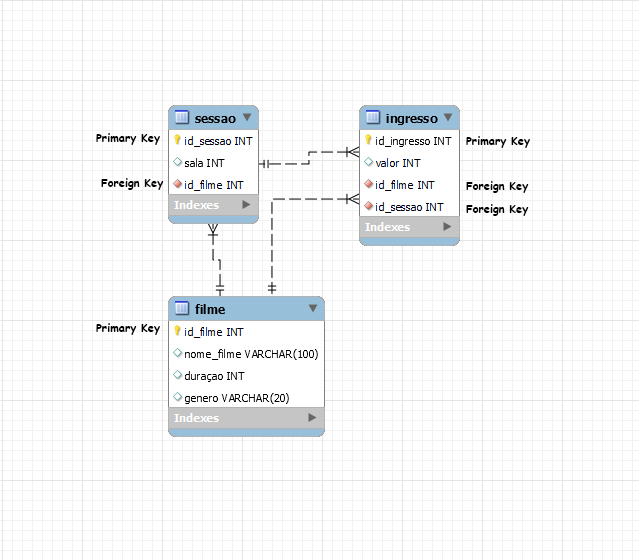 sessao
Primary Key
id_sessao INT
sala INT
Foreign Key
id_filme INT
Indexes
ingresso
id_ingresso INT
Primary Key
valor INT
id_filme INT
Foreign Key
id_sessao INT
Foreign Key
Indexes
filme
Primary Key
id_filme INT
nome_filme VARCHAR(100)
duraçao INT
genero VARCHAR(20)
Indexes